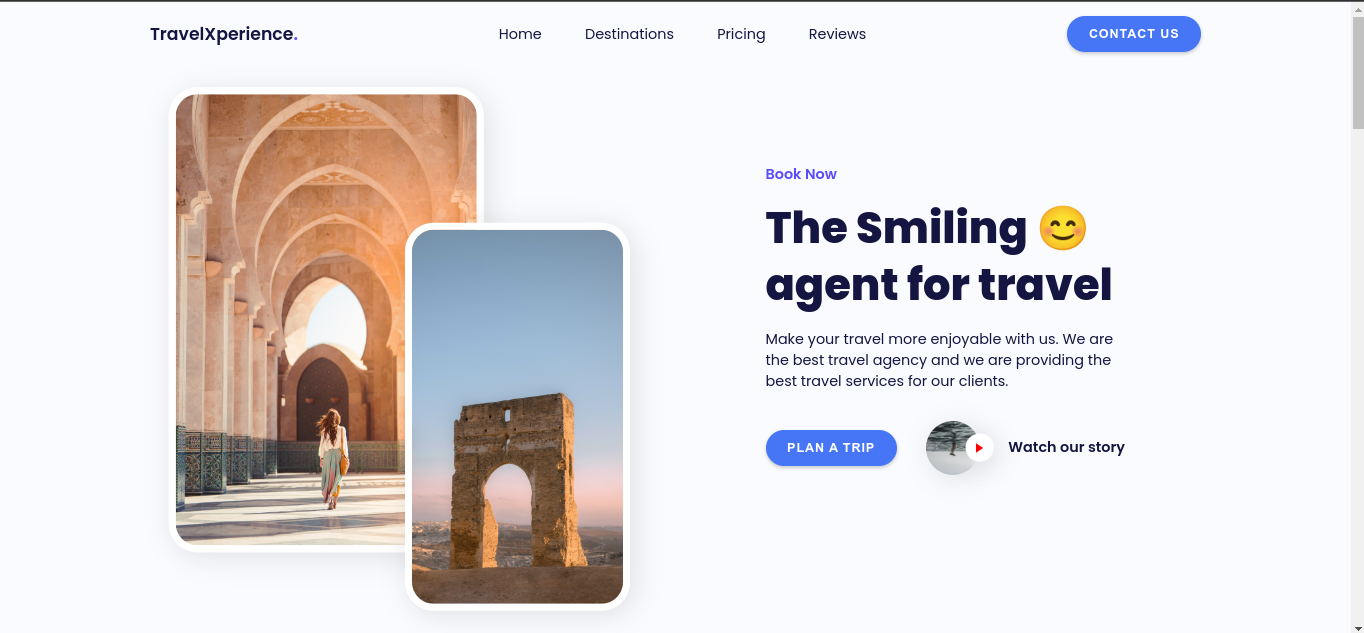 TravelXperience.
Home
Destinations
Pricing
Reviews
CONTACT US
Book Now
The Smiling 😊
agent for travel
Make your travel more enjoyable with us. We are
the best travel agency and we are providing the
best travel services for our clients.
PLAN A TRIP
Watch our story